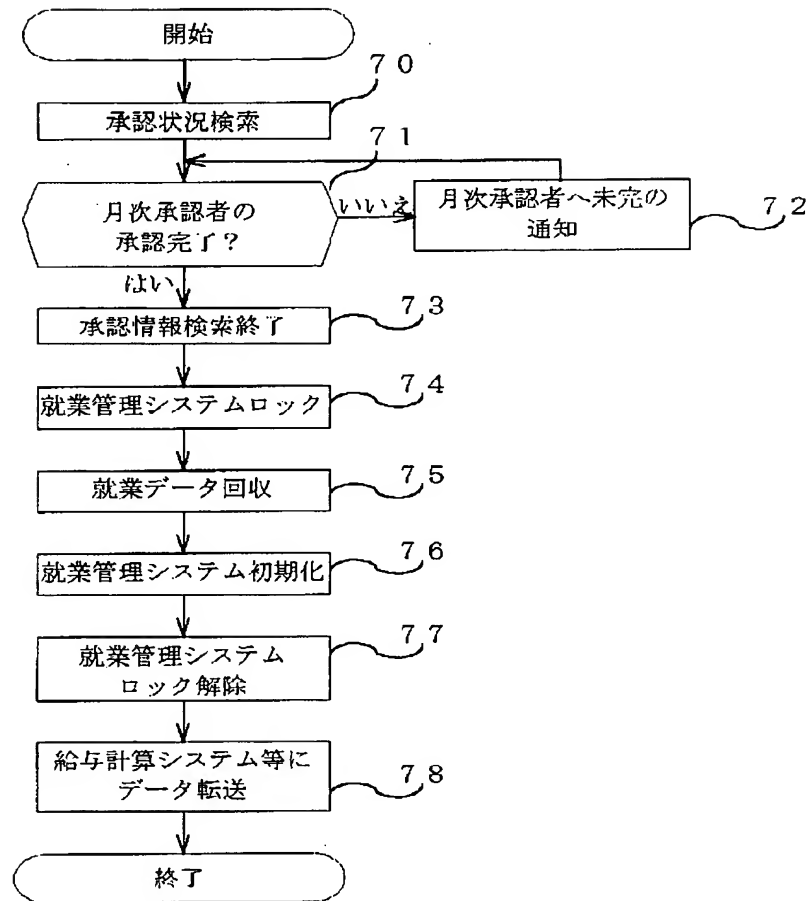 開始
７０
承認状況検索
７１
月次承認者の
承認完了？
いいえ
月次承認者へ未完の
通知
７２
はい
７３
承認情報検索終了
７４
就業管理システムロック
７５
就業データ回収
７６
就業管理システム初期化
７７
就業管理システム
ロック解除
給与計算システム等に
データ転送
７８
終了